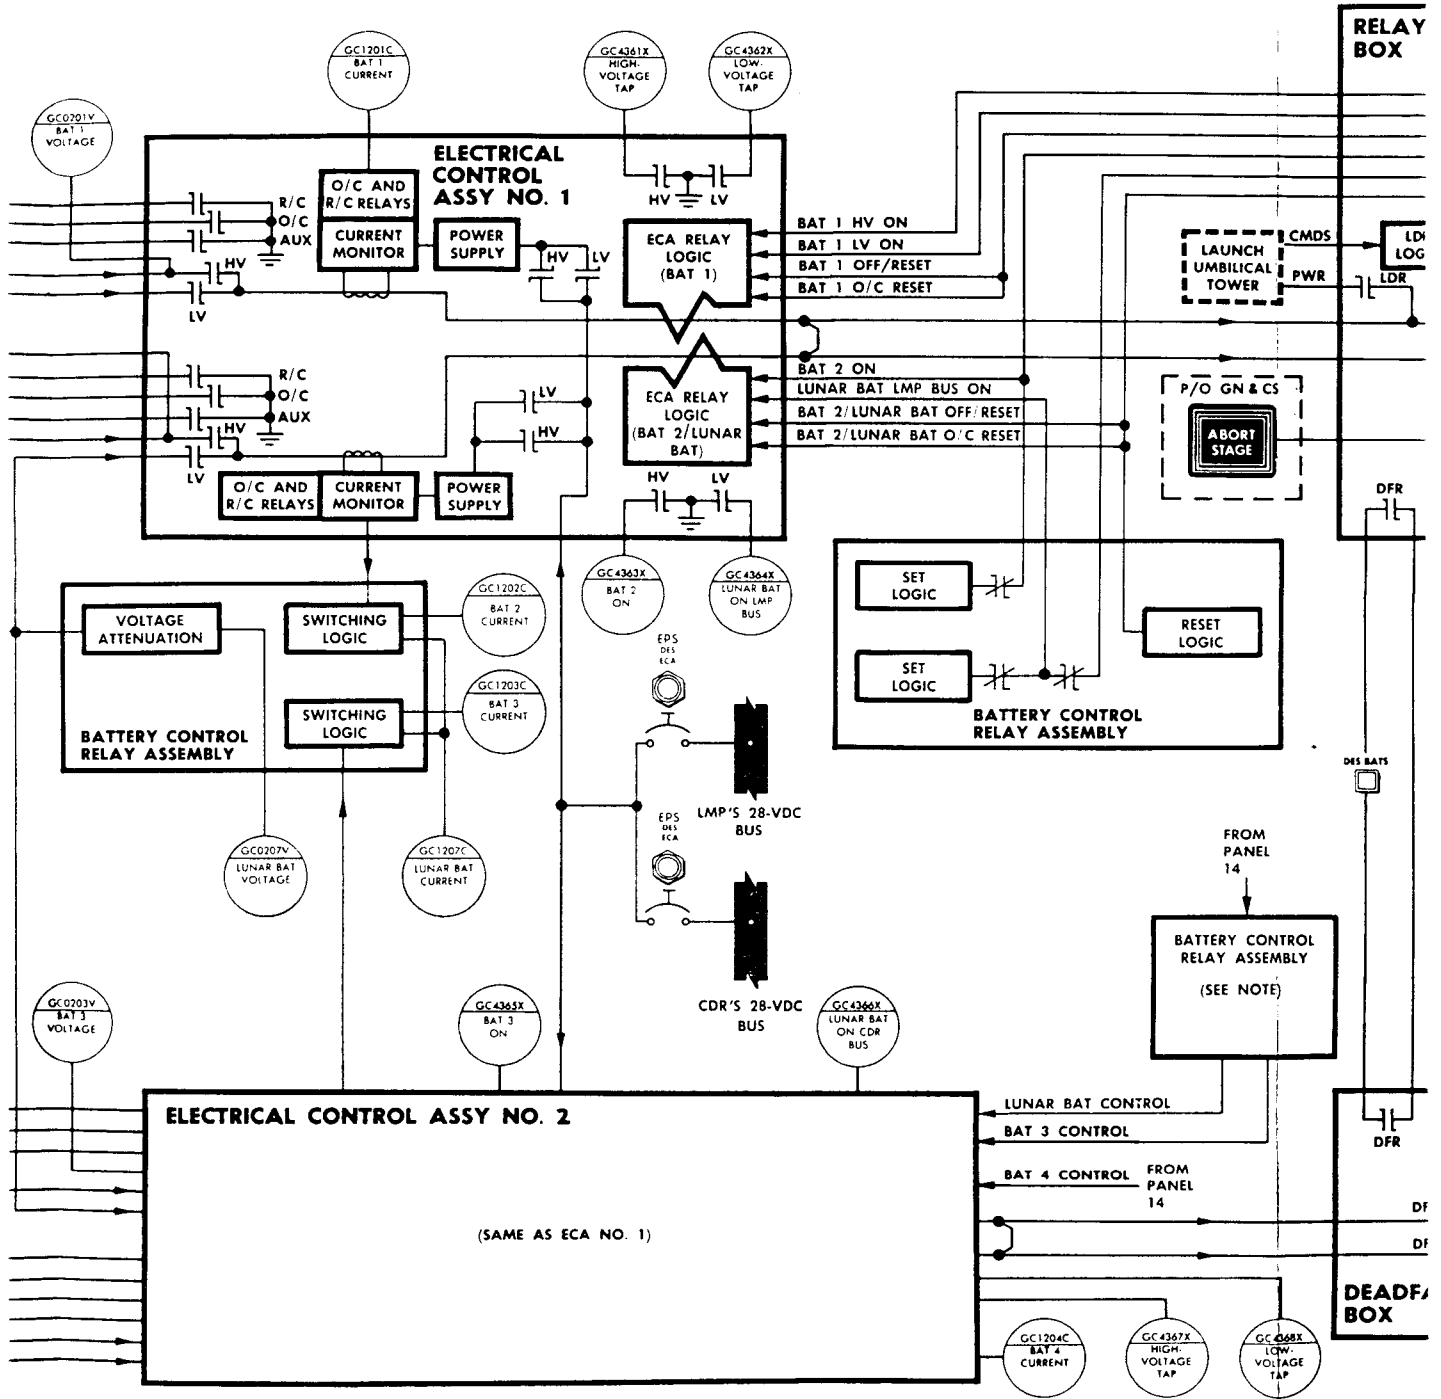 RELAY
BOX
GC1201C
BAT 1
CURRENT
GC4361X
HIGH-
VOLTAGE
TAP
GC4362X
LOW-
VOLTAGE
TAP
GC0201V
BAT 1
VOLTAGE
ELECTRICAL
CONTROL
ASSY NO. 1
O/C AND
R/C RELAYS
CURRENT
MONITOR
POWER
SUPPLY
R/C
O/C
AUX
HV
LV
HV
LV
HV
LV
ECA RELAY
LOGIC
(BAT 1)
BAT 1 HV ON
BAT 1 LV ON
BAT 1 OFF/RESET
BAT 1 O/C RESET
LAUNCH
UMBILICAL
TOWER
CMDS
PWR
LDR
LOG
R/C
O/C
AUX
HV
LV
LV
HV
ECA RELAY
LOGIC
(BAT 2/LUNAR
BAT)
BAT 2 ON
LUNAR BAT LMP BUS ON
BAT 2/LUNAR BAT OFF/RESET
BAT 2/LUNAR BAT O/C RESET
P/O GN & CS
ABORT
STAGE
O/C AND
R/C RELAYS
CURRENT
MONITOR
POWER
SUPPLY
HV
LV
DFR
GC4363X
BAT 2
ON
GC4364X
LUNAR BAT
ON LMP
BUS
VOLTAGE
ATTENUATION
SWITCHING
LOGIC
GC1202C
BAT 2
CURRENT
SWITCHING
LOGIC
GC1203C
BAT 3
CURRENT
BATTERY CONTROL
RELAY ASSEMBLY
SET
LOGIC
SET
LOGIC
RESET
LOGIC
BATTERY CONTROL
RELAY ASSEMBLY
EPS
DES
ECA
LMP'S 28-VDC
BUS
DES BATS
EPS
DES
ECA
CDR'S 28-VDC
BUS
GC0207V
LUNAR BAT
VOLTAGE
GC1207C
LUNAR BAT
CURRENT
FROM
PANEL
14
BATTERY CONTROL
RELAY ASSEMBLY
(SEE NOTE)
GC0203V
BAT 3
VOLTAGE
GC4365X
BAT 3
ON
GC4366X
LUNAR BAT
ON CDR
BUS
ELECTRICAL CONTROL ASSY NO. 2
(SAME AS ECA NO. 1)
LUNAR BAT CONTROL
BAT 3 CONTROL
BAT 4 CONTROL
FROM
PANEL
14
DFR
DF
DF
DEADFA
BOX
GC1204C
BAT 4
CURRENT
GC4367X
HIGH-
VOLTAGE
TAP
GC4368X
LOW-
VOLTAGE
TAP